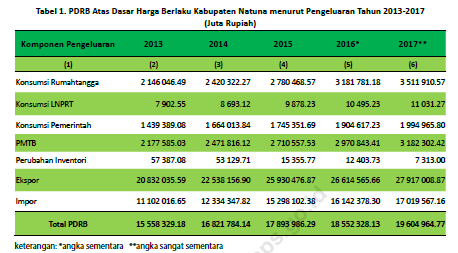 Tabel 1. PDRB Atas Dasar Harga Berlaku Kabupaten Natuna menurut Pengeluaran Tahun 2013-2017
(Juta Rupiah)
Komponen Pengeluaran 2013 2014 2015 2016* 2017**
(1) (2) (3) (4) (5) (6)
Konsumsi Rumahtangga 2 146 046.49 2 420 322.27 2 780 468.57 3 181 781.18 3 511 910.57
Konsumsi LNPRT 7 902.55 8 693.12 9 878.23 10 495.23 11 031.27
Konsumsi Pemerintah 1 439 389.08 1 664 013.84 1 745 351.69 1 904 617.23 1 994 965.80
PMTB 2 177 585.03 2 471 816.12 2 710 557.53 2 970 843.41 3 182 302.42
Perubahan Inventori 57 387.08 53 129.71 15 355.77 12 403.73 7 313.00
Ekspor 20 832 035.59 22 538 156.90 25 930 476.87 26 614 565.66 27 917 008.87
Impor 11 102 016.65 12 334 347.82 15 298 102.38 16 142 378.30 17 019 567.16
Total PDRB 15 558 329.18 16 821 784.14 17 893 986.29 18 552 328.13 19 604 964.77
keterangan: *angka sementara **angka sangat sementara